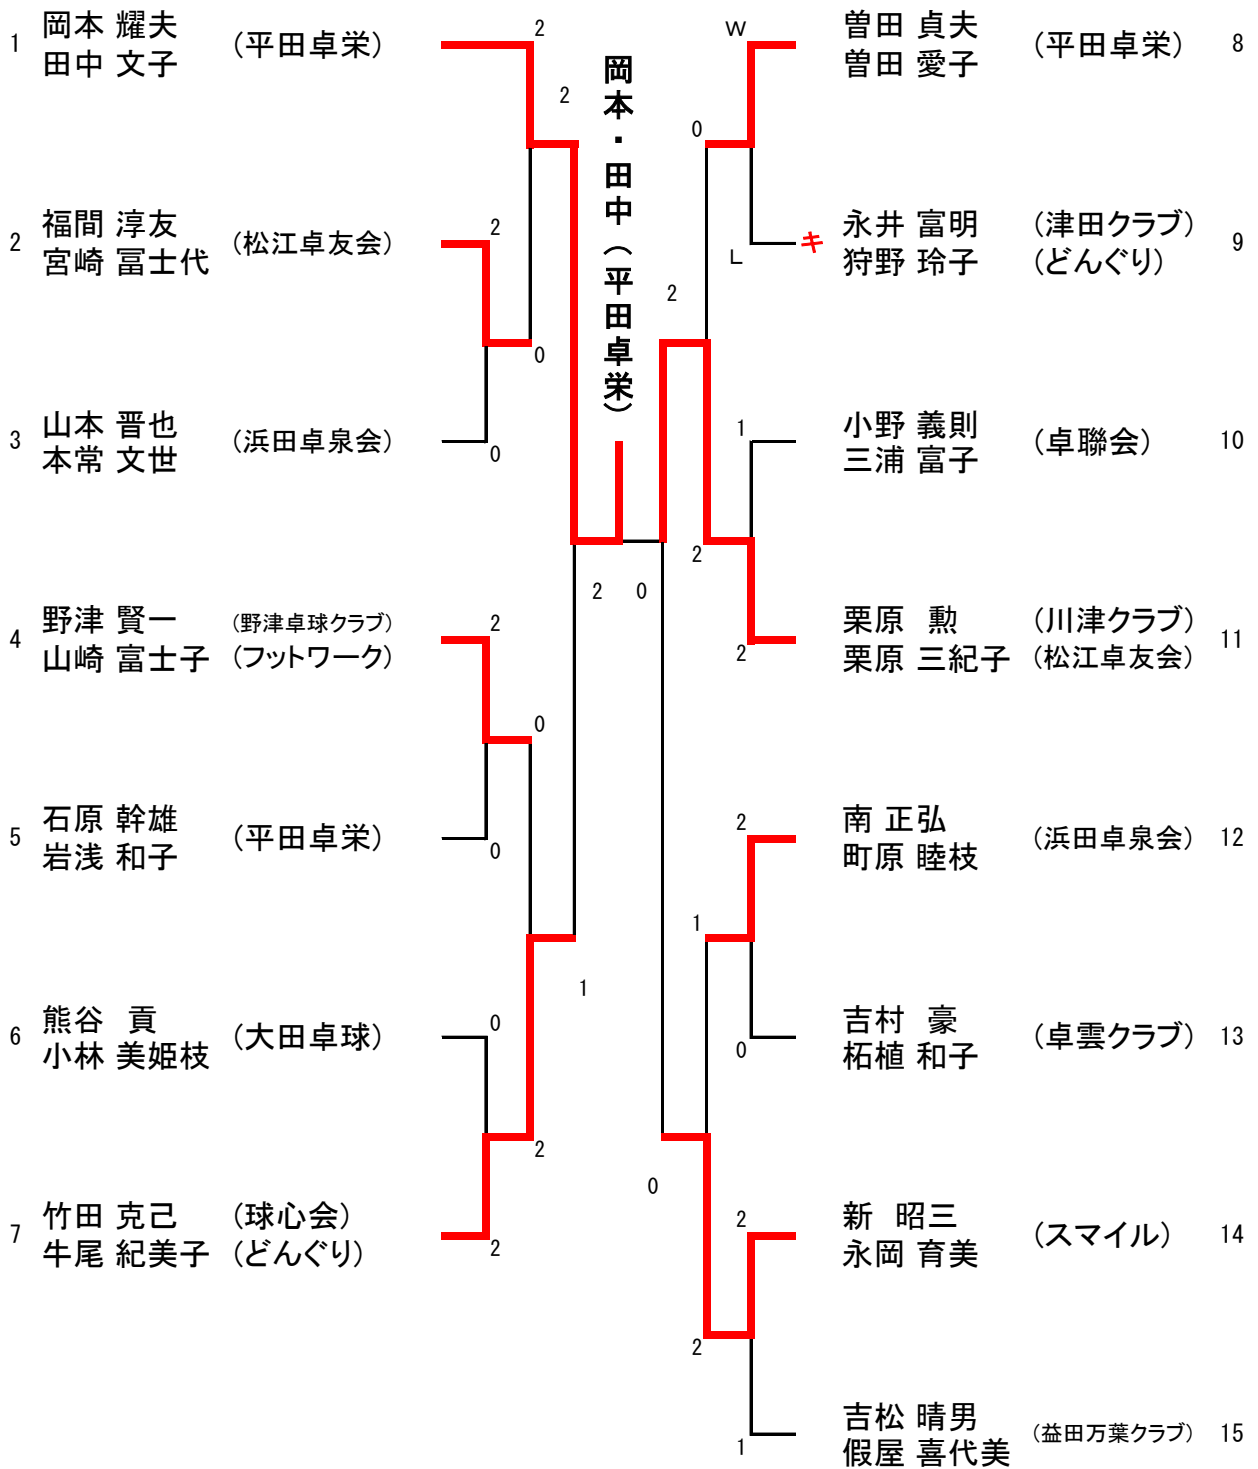 1 岡本 耀夫 (平田卓栄)
田中 文子
2
2 福間 淳友 (松江卓友会)
宮崎 冨士代
2
0
3 山本 晋也 (浜田卓泉会)
本常 文世
0
2
4 野津 賢一 (野津卓球クラブ)
山崎 富士子 (フットワーク)
2
0
5 石原 幹雄 (平田卓栄)
岩浅 和子
0
6 熊谷 貢 (大田卓球)
小林 美姫枝
0
2
7 竹田 克己 (球心会)
牛尾 紀美子 (どんぐり)
2
1
岡本・田中(平田卓栄)
2 0
W
曽田 貞夫 (平田卓栄) 8
曽田 愛子
0
L
キ 永井 富明 (津田クラブ) 9
狩野 玲子 (どんぐり)
2
1
小野 義則 (卓聯会) 10
三浦 富子
2
2
栗原 勲 (川津クラブ) 11
栗原 三紀子 (松江卓友会)
2
南 正弘 (浜田卓泉会) 12
町原 睦枝
1
0
吉村 豪 (卓雲クラブ) 13
柘植 和子
0
2
新 昭三 (スマイル) 14
永岡 育美
2
1
吉松 晴男 (益田万葉クラブ) 15
假屋 喜代美